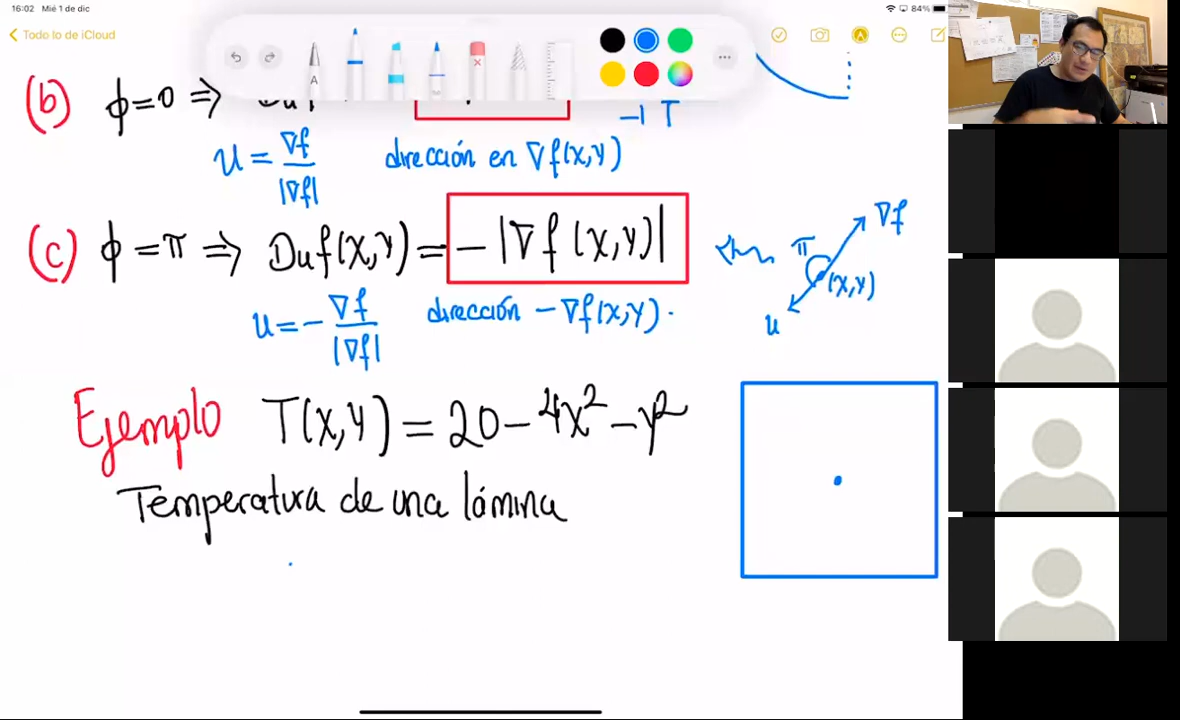 16:02 Mié 1 de dic 84%
Todo lo de iCloud
A
(b) ϕ=0 ⇒
-1
u = ∇f/|∇f| dirección en ∇f(x,y)
(c) ϕ=π ⇒ Duf(x,y) = -|∇f(x,y)|
∇f
π
(x,y)
u
u = -∇f/|∇f| dirección -∇f(x,y).
Ejemplo T(x,y) = 20-4x²-y²
Temperatura de una lámina